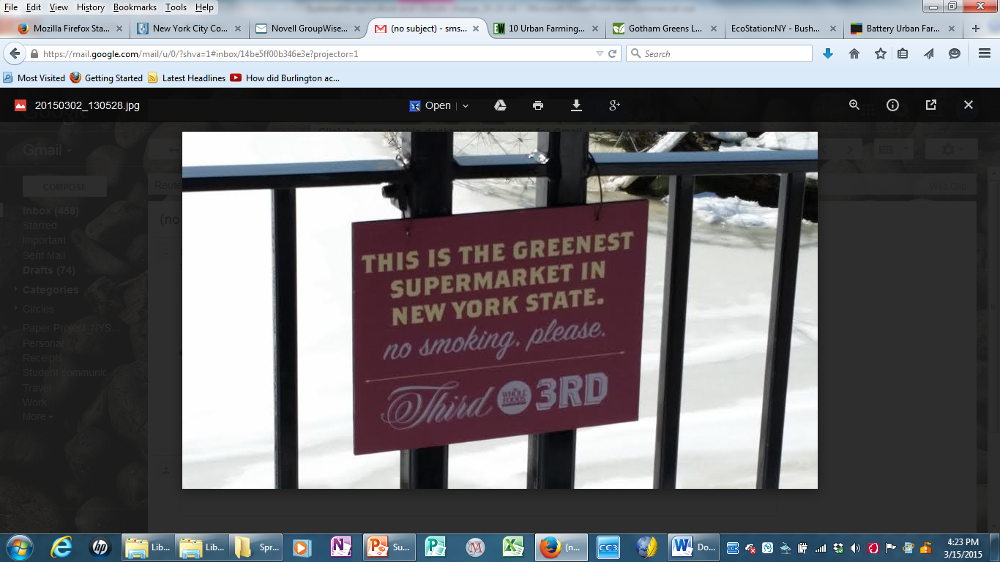 File Edit View History Bookmarks Tools Help
Mozilla Firefox Sta...
New York City Co...
Novell GroupWise...
(no subject) - sms...
10 Urban Farming...
Gotham Greens L...
EcoStation:NY - Bush...
Battery Urban Far...
https://mail.google.com/mail/u/0/?shva=1#inbox/14be5ff00b346e3e?projector=1
Search
Most Visited Getting Started Latest Headlines How did Burlington ac...
20150302_130528.jpg
Open
Gmail
COMPOSE
Inbox (458)
Starred
Important
Sent Mail
Drafts (74)
Categories
Circles
Paper Project_NYS...
Personal
Receipts
Student communic...
Travel
Work
More
Web Clip
(no
THIS IS THE GREENEST
SUPERMARKET IN
NEW YORK STATE.
no smoking, please.
Third WHOLE FOODS 3RD
Lib...
Lib...
Spr...
Su...
(n...
CC3
Do...
CC3
4:23 PM
3/15/2015